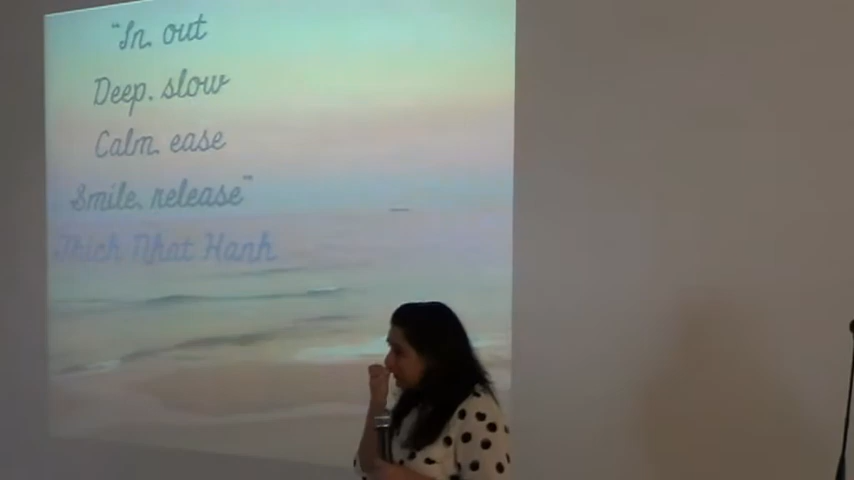 "In, out
Deep, slow
Calm, ease
Smile, release"
Thich Nhat Hanh